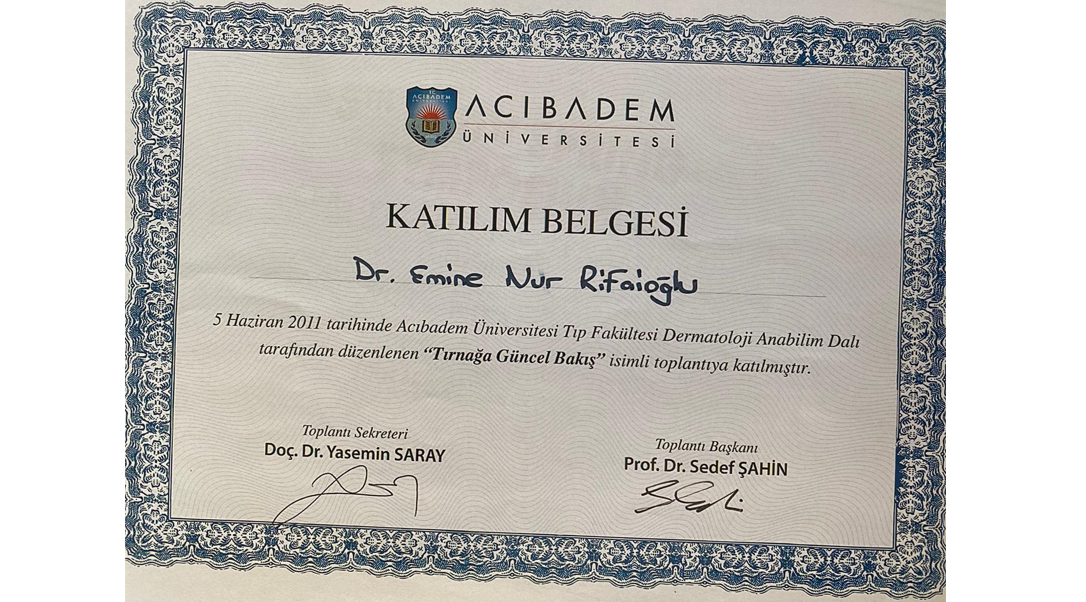 ACIBADEM
ACIBADEM
ÜNİVERSİTESİ
KATILIM BELGESİ
Dr. Emine Nur Rifaioğlu
5 Haziran 2011 tarihinde Acıbadem Üniversitesi Tıp Fakültesi Dermatoloji Anabilim Dalı
tarafından düzenlenen “Tırnağa Güncel Bakış” isimli toplantıya katılmıştır.
Toplantı Sekreteri
Doç. Dr. Yasemin SARAY
Toplantı Başkanı
Prof. Dr. Sedef ŞAHİN